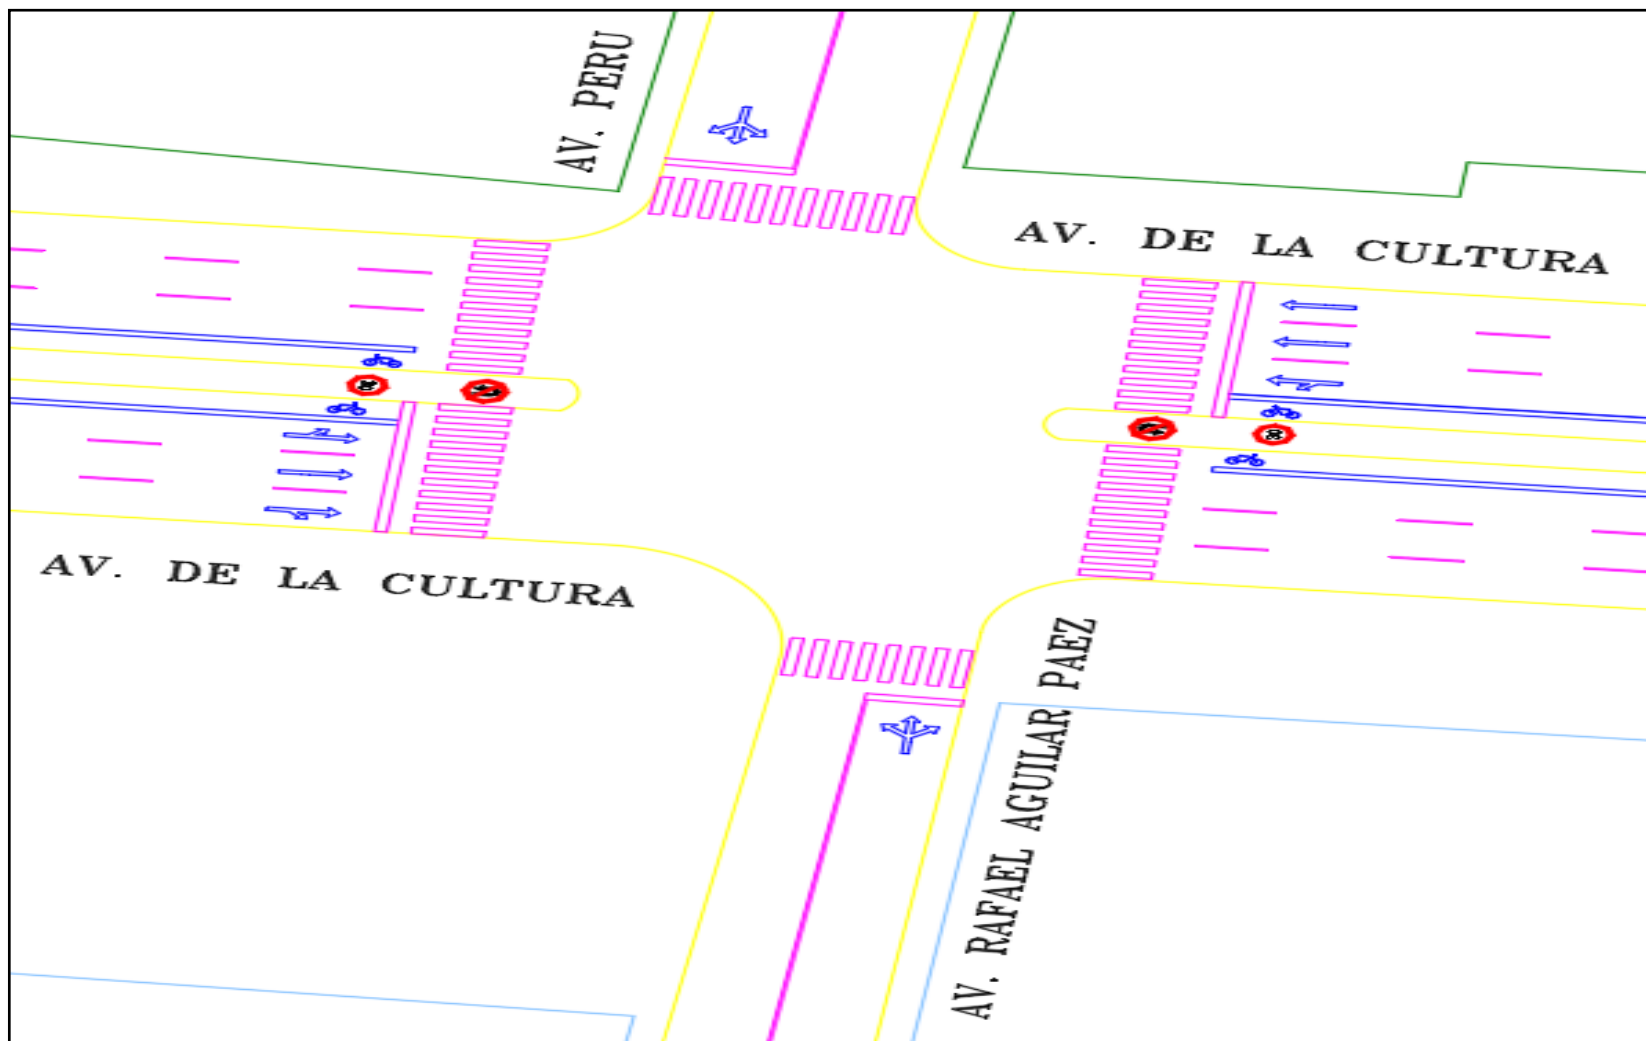 AV. PERU
AV. DE LA CULTURA
AV. DE LA CULTURA
AV. RAFAEL AGUILAR PAEZ